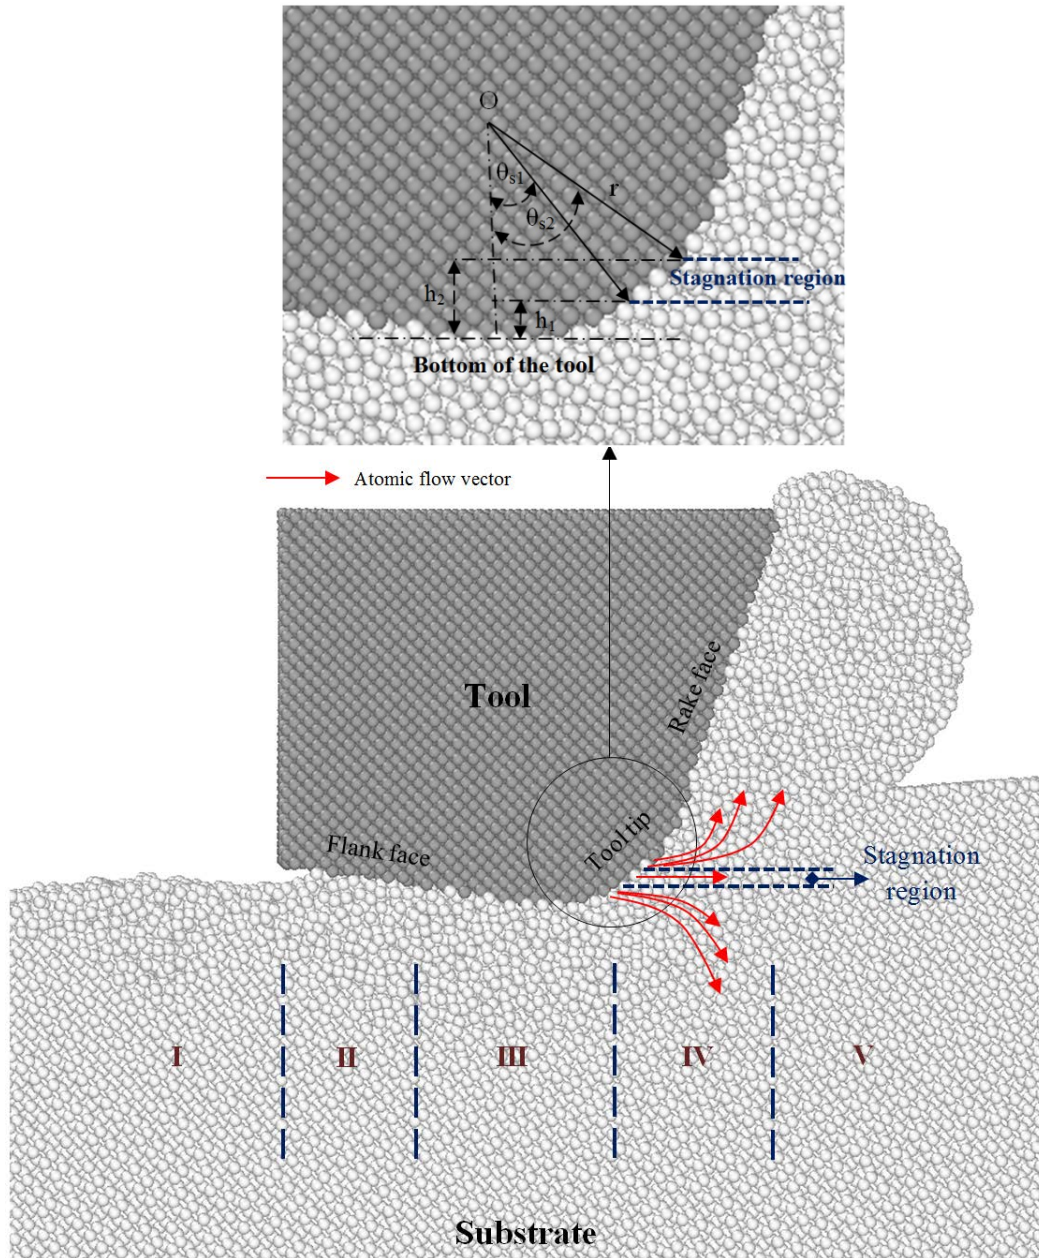 O
θs1
r
θs2
Stagnation region
h2
h1
Bottom of the tool
Atomic flow vector
Tool
Rake face
Tool tip
Flank face
Stagnation
region
I
II
III
IV
V
Substrate